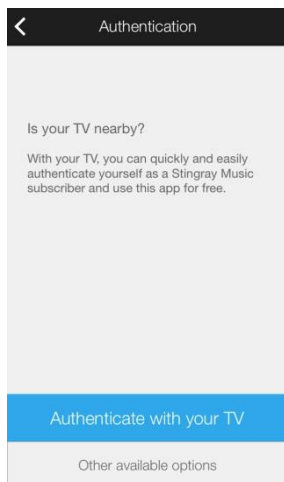 Authentication
Is your TV nearby?
With your TV, you can quickly and easily
authenticate yourself as a Stingray Music
subscriber and use this app for free.
Authenticate with your TV
Other available options